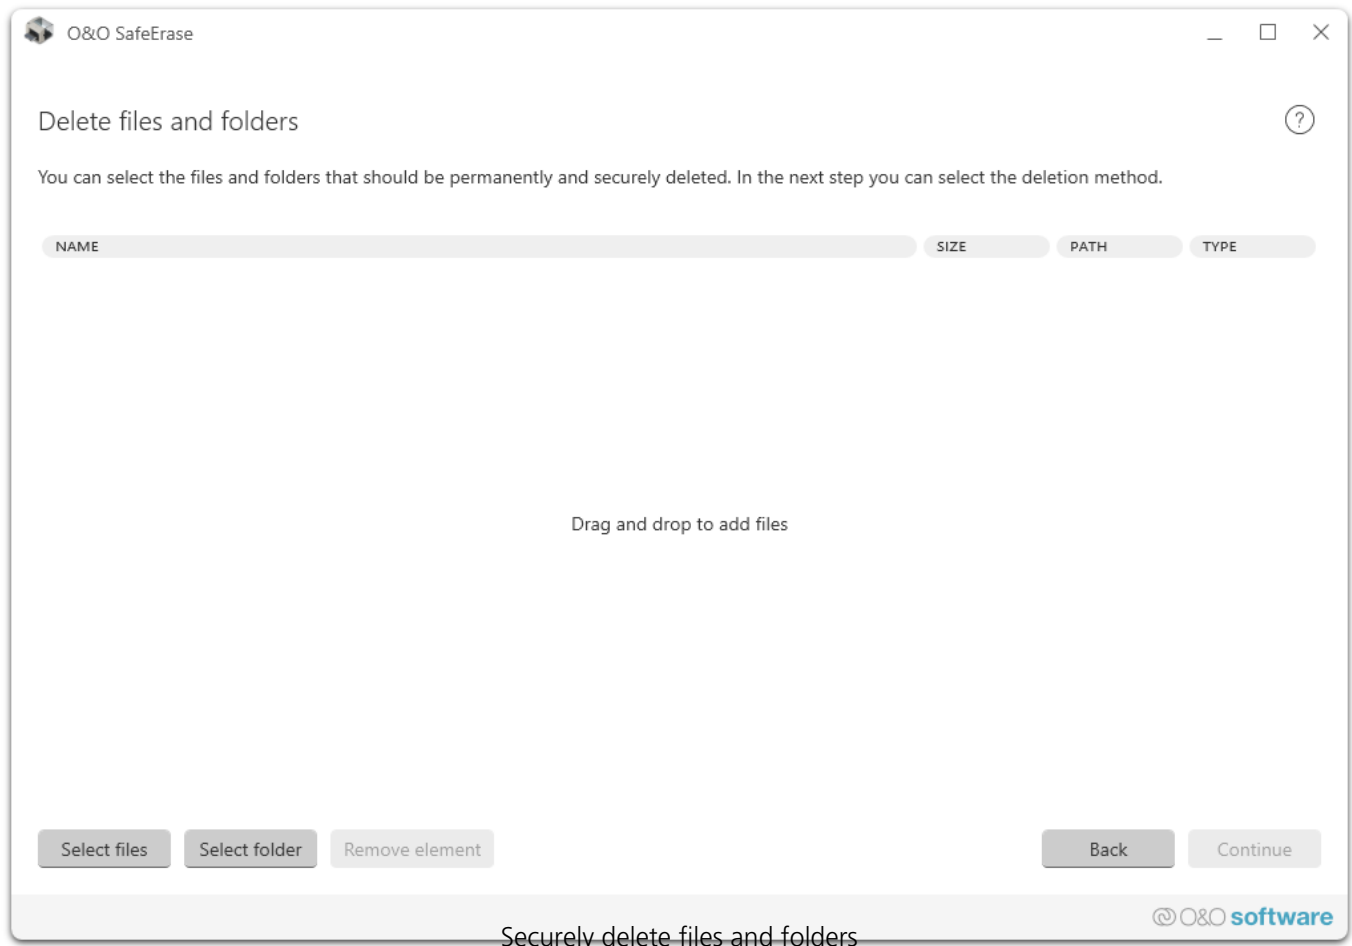 O&O SafeErase
Delete files and folders
?
You can select the files and folders that should be permanently and securely deleted. In the next step you can select the deletion method.
NAME SIZE PATH TYPE
Drag and drop to add files
Select files Select folder Remove element Back Continue
O&O software
Securely delete files and folders